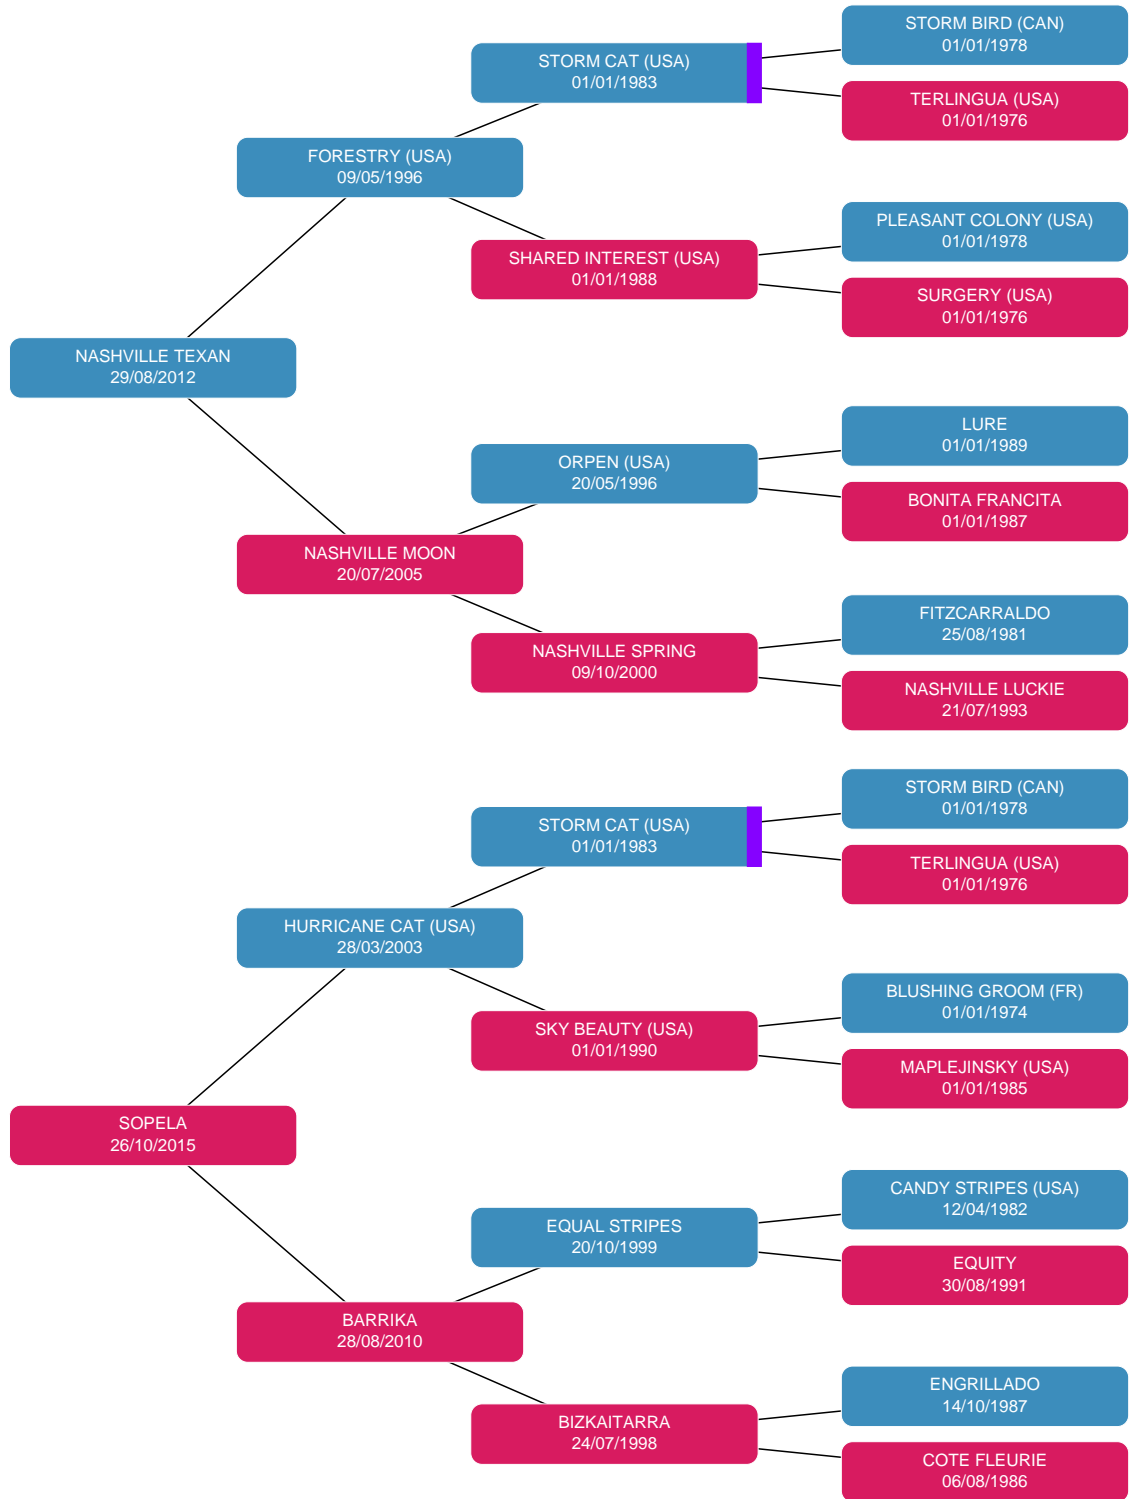 STORM BIRD (CAN)
01/01/1978
STORM CAT (USA)
01/01/1983
TERLINGUA (USA)
01/01/1976
FORESTRY (USA)
09/05/1996
PLEASANT COLONY (USA)
01/01/1978
SHARED INTEREST (USA)
01/01/1988
SURGERY (USA)
01/01/1976
NASHVILLE TEXAN
29/08/2012
LURE
01/01/1989
ORPEN (USA)
20/05/1996
BONITA FRANCITA
01/01/1987
NASHVILLE MOON
20/07/2005
FITZCARRALDO
25/08/1981
NASHVILLE SPRING
09/10/2000
NASHVILLE LUCKIE
21/07/1993
STORM BIRD (CAN)
01/01/1978
STORM CAT (USA)
01/01/1983
TERLINGUA (USA)
01/01/1976
HURRICANE CAT (USA)
28/03/2003
BLUSHING GROOM (FR)
01/01/1974
SKY BEAUTY (USA)
01/01/1990
MAPLEJINSKY (USA)
01/01/1985
SOPELA
26/10/2015
CANDY STRIPES (USA)
12/04/1982
EQUAL STRIPES
20/10/1999
EQUITY
30/08/1991
BARRIKA
28/08/2010
ENGRILLADO
14/10/1987
BIZKAITARRA
24/07/1998
COTE FLEURIE
06/08/1986